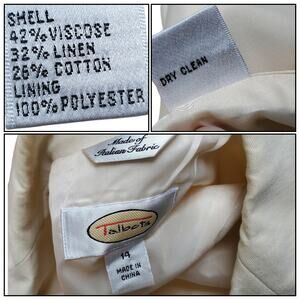 SHELL
42% VISCOSE
32% LINEN
26% COTTON
LINING
100% POLYESTER
DRY CLEAN
Made of
Italian Fabric
Talbots
14
MADE IN
CHINA